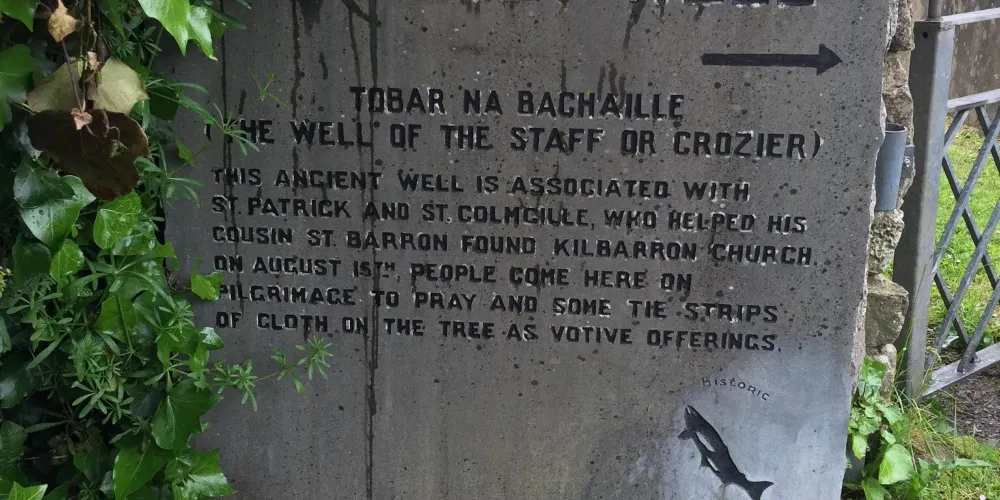 TOBAR NA BACHAILLE
(THE WELL OF THE STAFF OR CROZIER)
THIS ANCIENT WELL IS ASSOCIATED WITH
ST. PATRICK AND ST. COLMCILLE, WHO HELPED HIS
COUSIN ST. BARRON FOUND KILBARRON CHURCH.
ON AUGUST 15TH, PEOPLE COME HERE ON
PILGRIMAGE TO PRAY AND SOME TIE STRIPS
OF CLOTH ON THE TREE AS VOTIVE OFFERINGS.
HISTORIC